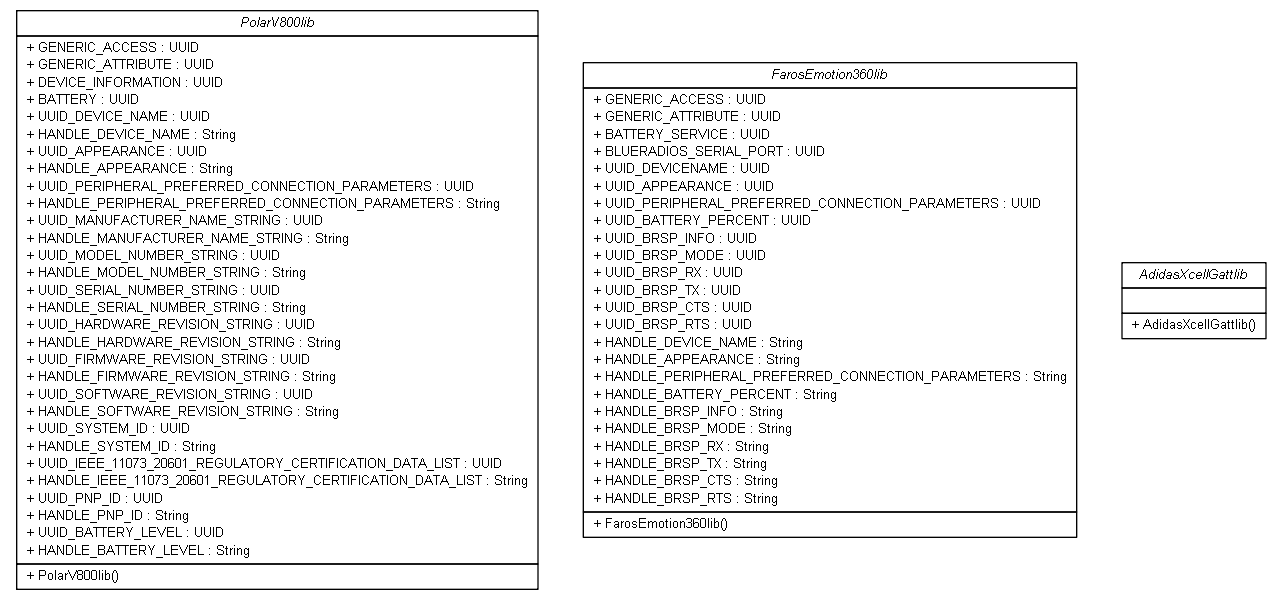 PolarV800lib
+ GENERIC_ACCESS : UUID
+ GENERIC_ATTRIBUTE : UUID
+ DEVICE_INFORMATION : UUID
+ BATTERY : UUID
+ UUID_DEVICE_NAME : UUID
+ HANDLE_DEVICE_NAME : String
+ UUID_APPEARANCE : UUID
+ HANDLE_APPEARANCE : String
+ UUID_PERIPHERAL_PREFERRED_CONNECTION_PARAMETERS : UUID
+ HANDLE_PERIPHERAL_PREFERRED_CONNECTION_PARAMETERS : String
+ UUID_MANUFACTURER_NAME_STRING : UUID
+ HANDLE_MANUFACTURER_NAME_STRING : String
+ UUID_MODEL_NUMBER_STRING : UUID
+ HANDLE_MODEL_NUMBER_STRING : String
+ UUID_SERIAL_NUMBER_STRING : UUID
+ HANDLE_SERIAL_NUMBER_STRING : String
+ UUID_HARDWARE_REVISION_STRING : UUID
+ HANDLE_HARDWARE_REVISION_STRING : String
+ UUID_FIRMWARE_REVISION_STRING : UUID
+ HANDLE_FIRMWARE_REVISION_STRING : String
+ UUID_SOFTWARE_REVISION_STRING : UUID
+ HANDLE_SOFTWARE_REVISION_STRING : String
+ UUID_SYSTEM_ID : UUID
+ HANDLE_SYSTEM_ID : String
+ UUID_IEEE_11073_20601_REGULATORY_CERTIFICATION_DATA_LIST : UUID
+ HANDLE_IEEE_11073_20601_REGULATORY_CERTIFICATION_DATA_LIST : String
+ UUID_PNP_ID : UUID
+ HANDLE_PNP_ID : String
+ UUID_BATTERY_LEVEL : UUID
+ HANDLE_BATTERY_LEVEL : String
+ PolarV800lib()
FarosEmotion360lib
+ GENERIC_ACCESS : UUID
+ GENERIC_ATTRIBUTE : UUID
+ BATTERY_SERVICE : UUID
+ BLUERADIOS_SERIAL_PORT : UUID
+ UUID_DEVICENAME : UUID
+ UUID_APPEARANCE : UUID
+ UUID_PERIPHERAL_PREFERRED_CONNECTION_PARAMETERS : UUID
+ UUID_BATTERY_PERCENT : UUID
+ UUID_BRSP_INFO : UUID
+ UUID_BRSP_MODE : UUID
+ UUID_BRSP_RX : UUID
+ UUID_BRSP_TX : UUID
+ UUID_BRSP_CTS : UUID
+ UUID_BRSP_RTS : UUID
+ HANDLE_DEVICE_NAME : String
+ HANDLE_APPEARANCE : String
+ HANDLE_PERIPHERAL_PREFERRED_CONNECTION_PARAMETERS : String
+ HANDLE_BATTERY_PERCENT : String
+ HANDLE_BRSP_INFO : String
+ HANDLE_BRSP_MODE : String
+ HANDLE_BRSP_RX : String
+ HANDLE_BRSP_TX : String
+ HANDLE_BRSP_CTS : String
+ HANDLE_BRSP_RTS : String
+ FarosEmotion360lib()
AdidasXcellGattlib
+ AdidasXcellGattlib()